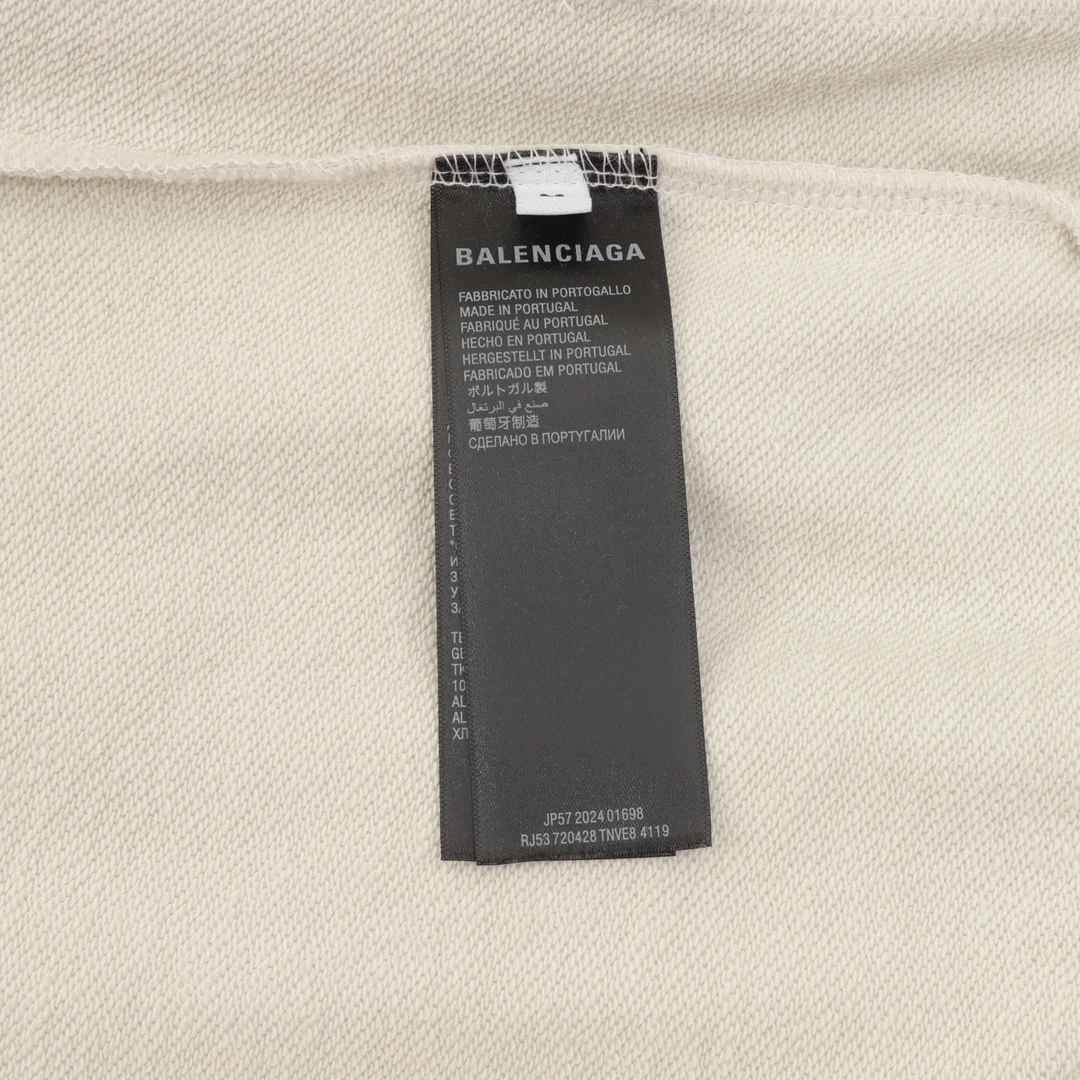 BALENCIAGA
FABBRICATO IN PORTOGALLO
MADE IN PORTUGAL
FABRIQUÉ AU PORTUGAL
HECHO EN PORTUGAL
HERGESTELLT IN PORTUGAL
FABRICADO EM PORTUGAL
ポルトガル製
صنع في البرتغال
葡萄牙制造
СДЕЛАНО В ПОРТУГАЛИИ
JP57 2024 01698
RJ53 720428 TNVE8 4119